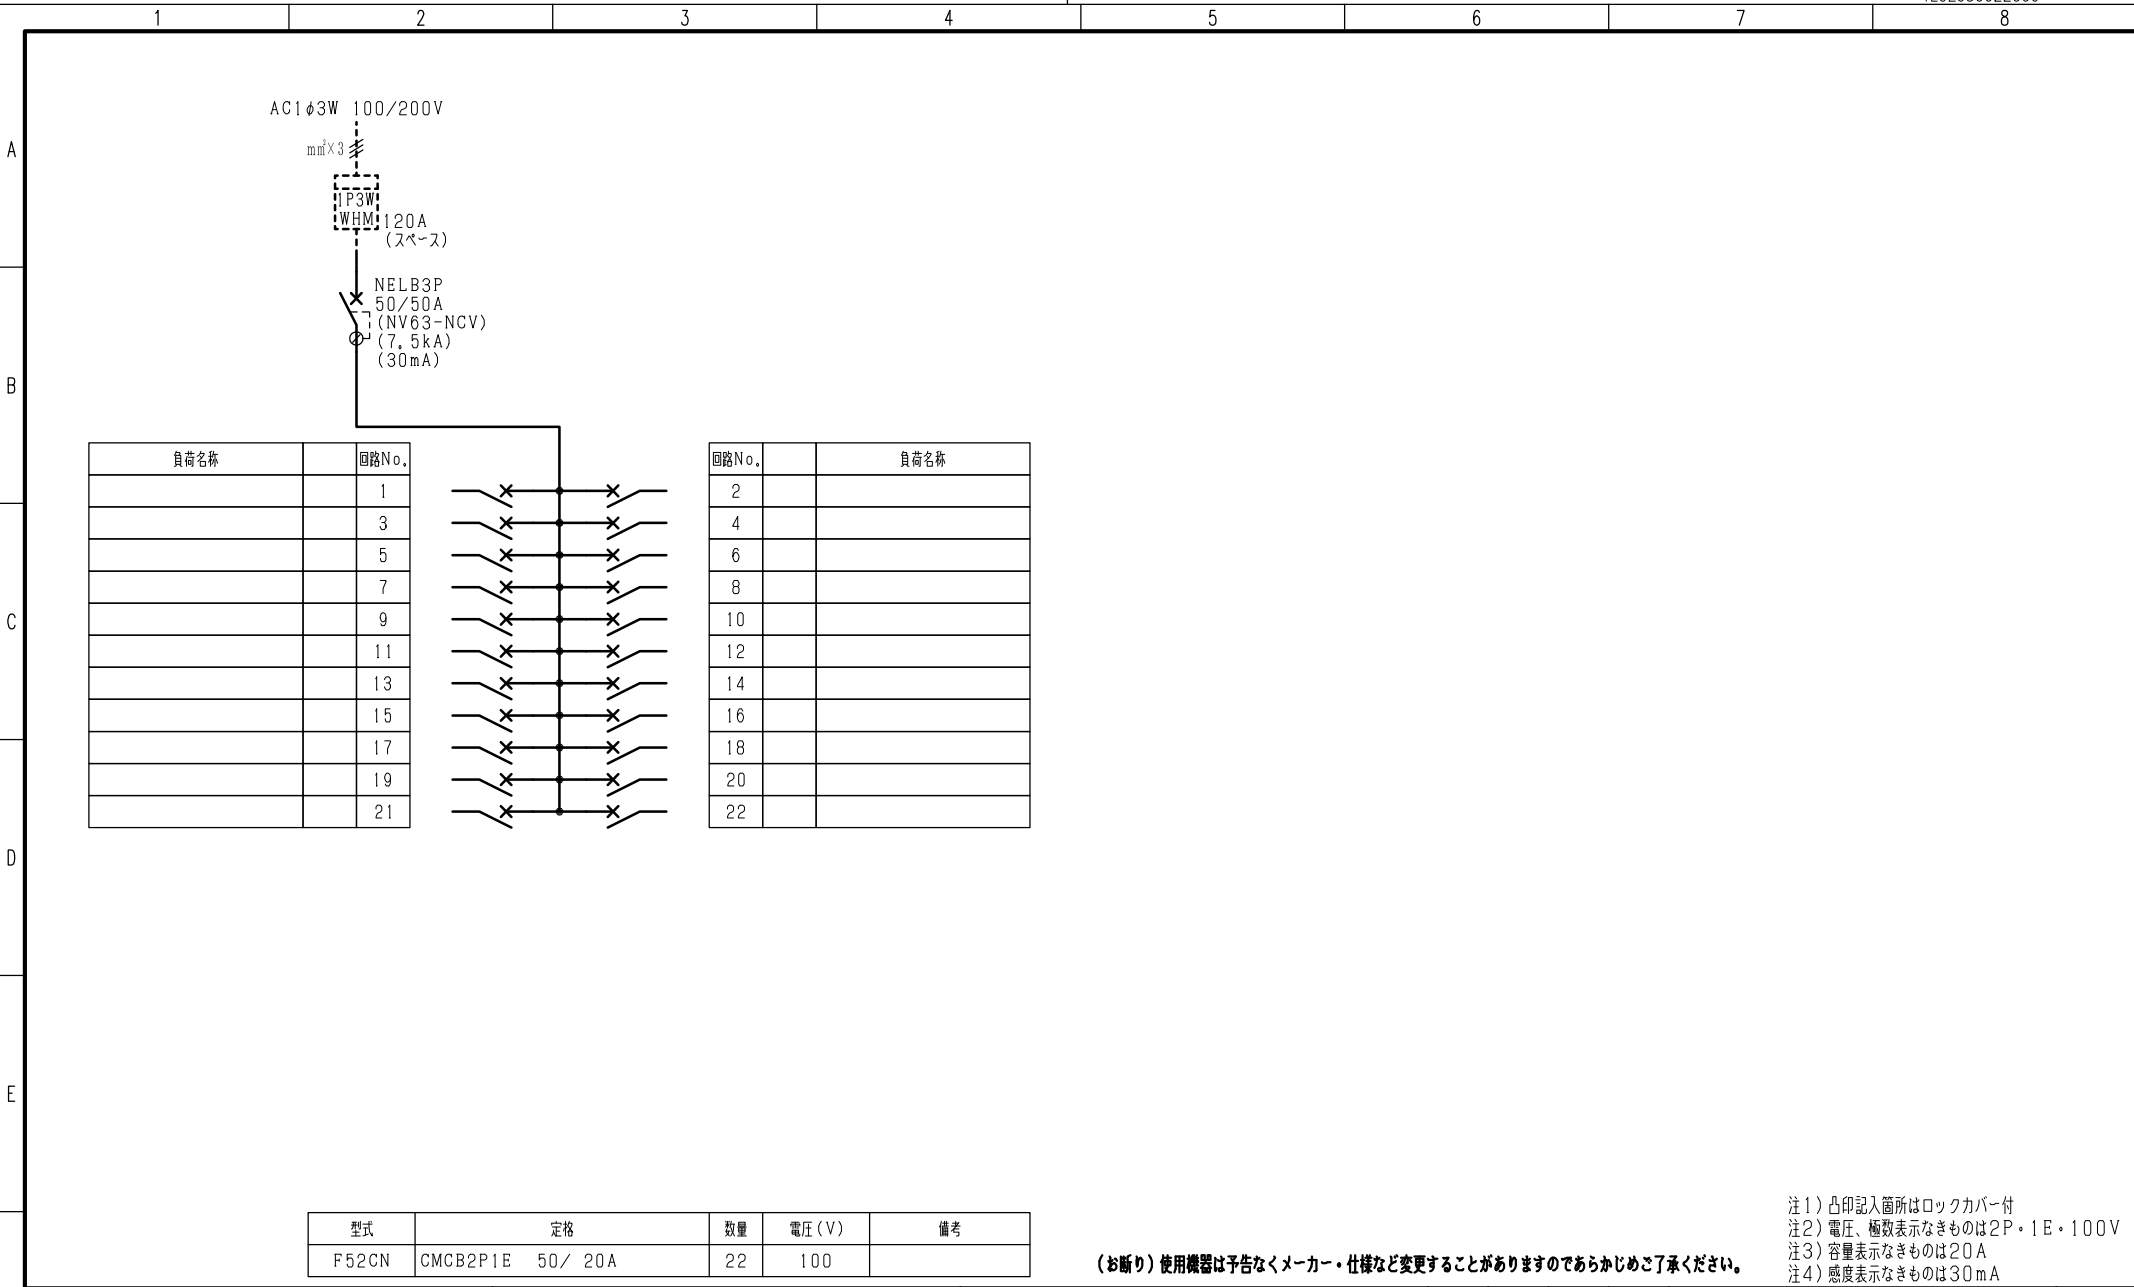 1 2 3 4 5 6 7 8
A
B
C
D
E
AC1φ3W 100/200V
mm²×3
1P3W
WHM
120A
(スペース)
NELB3P
50/50A
(NV63-NCV)
(7.5kA)
(30mA)
負荷名称 回路No. 回路No. 負荷名称
1 2
3 4
5 6
7 8
9 10
11 12
13 14
15 16
17 18
19 20
21 22
型式 定格 数量 電圧(V) 備考
F52CN CMCB2P1E 50/ 20A 22 100
(お断り)使用機器は予告なくメーカー・仕様など変更することがありますのであらかじめご了承ください。
注1)凸印記入箇所はロックカバー付
注2)電圧、極数表示なきものは2P・1E・100V
注3)容量表示なきものは20A
注4)感度表示なきものは30mA